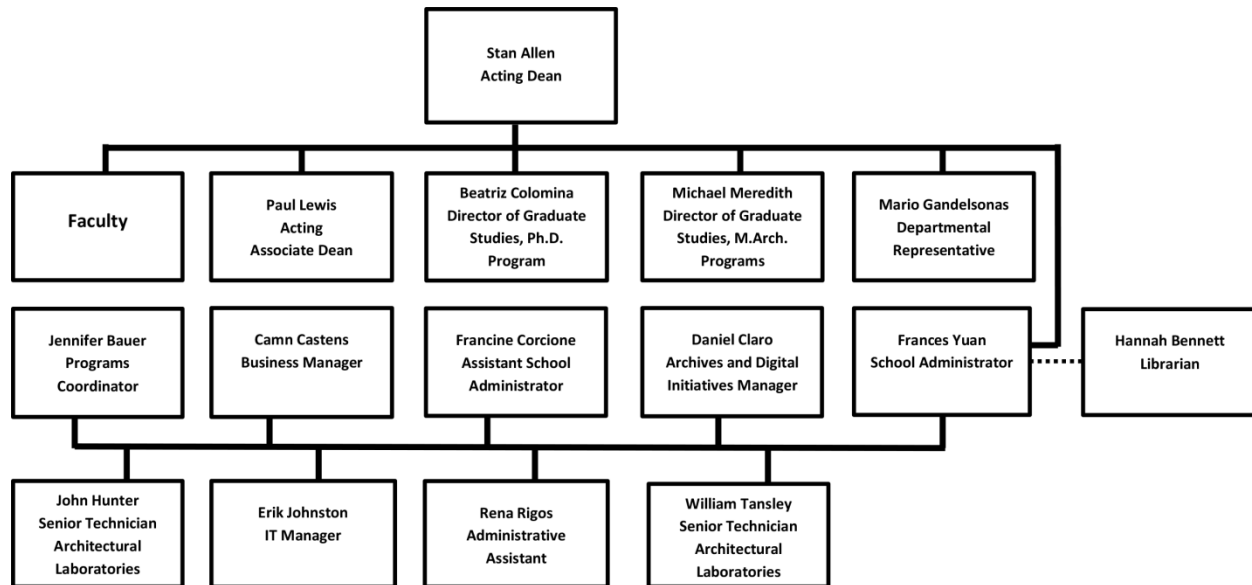 Stan Allen
Acting Dean
Faculty
Paul Lewis
Acting
Associate Dean
Beatriz Colomina
Director of Graduate
Studies, Ph.D.
Program
Michael Meredith
Director of Graduate
Studies, M.Arch.
Programs
Mario Gandelsonas
Departmental
Representative
Jennifer Bauer
Programs
Coordinator
Camn Castens
Business Manager
Francine Corcione
Assistant School
Administrator
Daniel Claro
Archives and Digital
Initiatives Manager
Frances Yuan
School Administrator
Hannah Bennett
Librarian
John Hunter
Senior Technician
Architectural
Laboratories
Erik Johnston
IT Manager
Rena Rigos
Administrative
Assistant
William Tansley
Senior Technician
Architectural
Laboratories